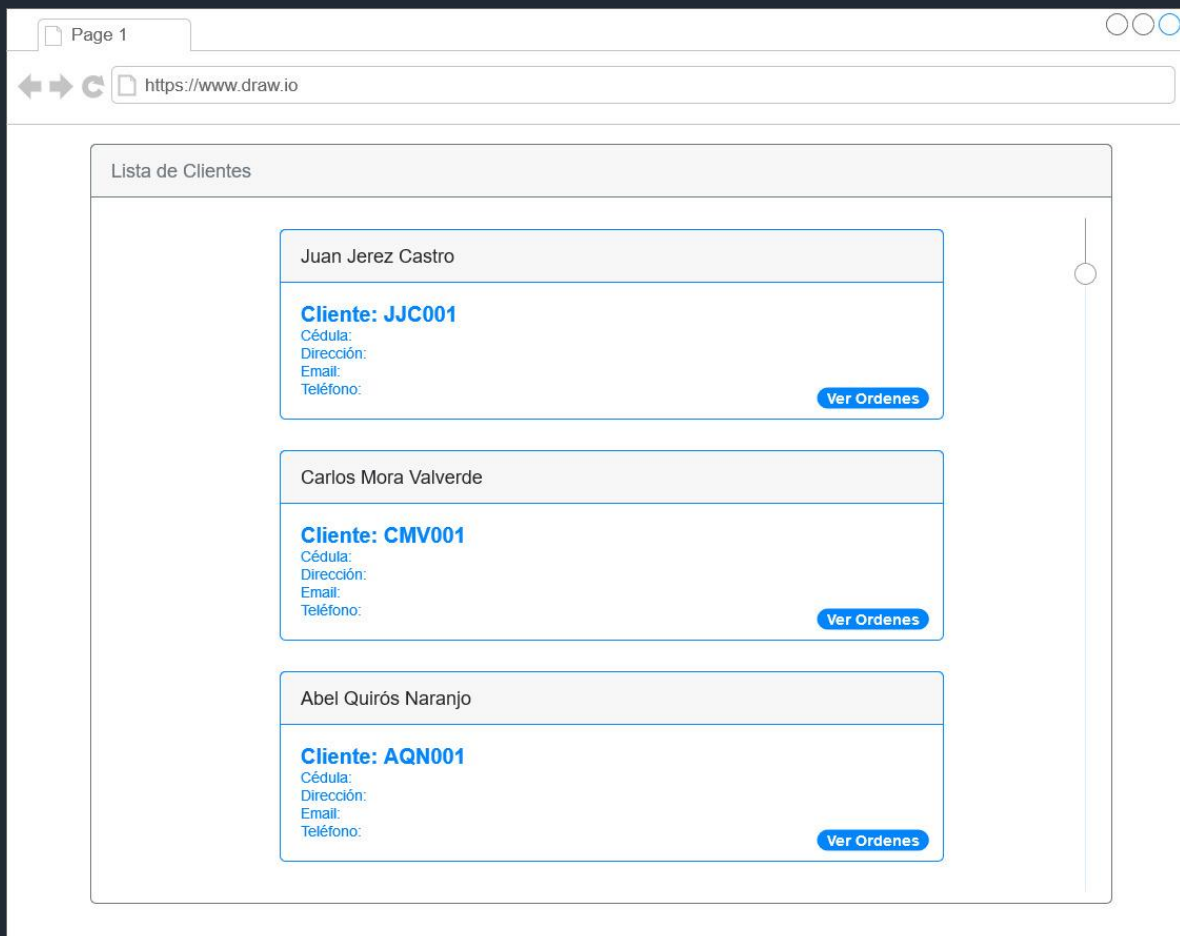 Page 1
https://www.draw.io
Lista de Clientes
Juan Jerez Castro
Cliente: JJC001
Cédula:
Dirección:
Email:
Teléfono:
Ver Ordenes
Carlos Mora Valverde
Cliente: CMV001
Cédula:
Dirección:
Email:
Teléfono:
Ver Ordenes
Abel Quirós Naranjo
Cliente: AQN001
Cédula:
Dirección:
Email:
Teléfono:
Ver Ordenes